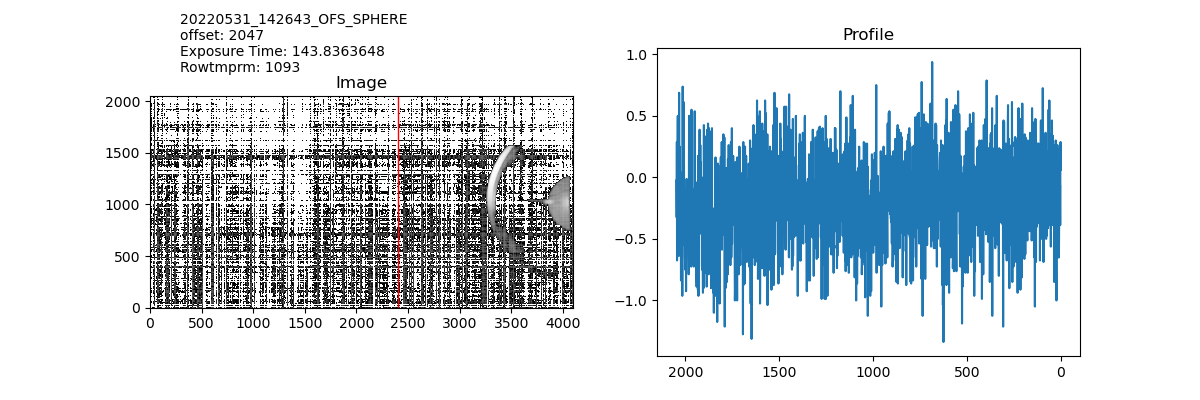 20220531_142643_OFS_SPHERE
offset: 2047
Exposure Time: 143.8363648
Rowtmprm: 1093
Image
Profile
2000
1500
1000
500
0
0 500 1000 1500 2000 2500 3000 3500 4000
1.0
0.5
0.0
−0.5
−1.0
2000 1500 1000 500 0